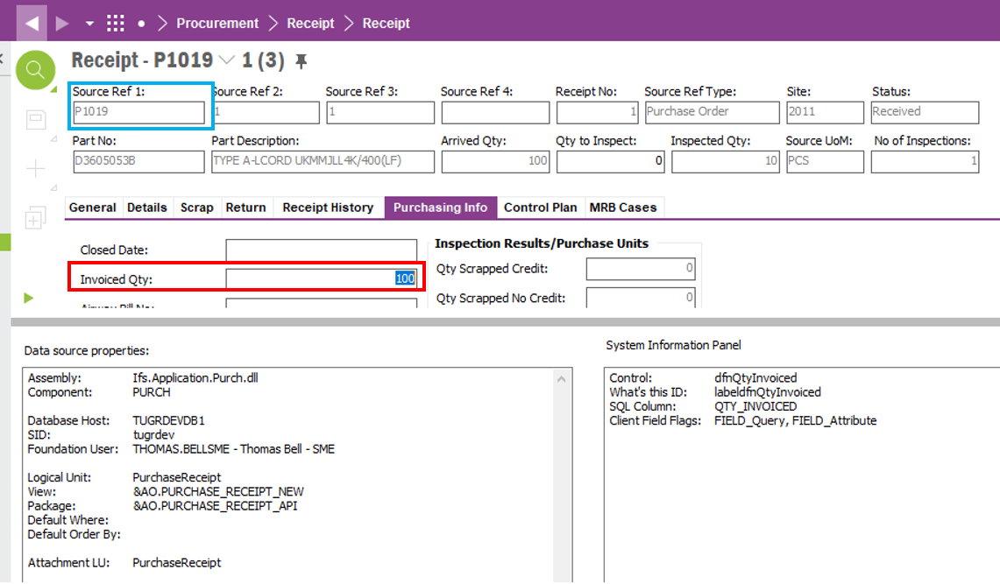 Procurement Receipt Receipt
Receipt - P1019 1 (3)
Source Ref 1: Source Ref 2: Source Ref 3: Source Ref 4: Receipt No: Source Ref Type: Site: Status:
P1019 1 1 1 Purchase Order 2011 Received
Part No: Part Description: Arrived Qty: Qty to Inspect: Inspected Qty: Source UoM: No of Inspections:
D3605053B TYPE A-LCORD UKMMJLL4K/400(LF) 100 0 10 PCS 1
General Details Scrap Return Receipt History Purchasing Info Control Plan MRB Cases
Closed Date:
Invoiced Qty: 100
Airway Bill No:
Inspection Results/Purchase Units
Qty Scrapped Credit: 0
Qty Scrapped No Credit: 0
Data source properties:
Assembly: Ifs.Application.Purch.dll
Component: PURCH
Database Host: TUGRDEVDB1
SID: tugrdev
Foundation User: THOMAS.BELLSME - Thomas Bell - SME
Logical Unit: PurchaseReceipt
View: &AO.PURCHASE_RECEIPT_NEW
Package: &AO.PURCHASE_RECEIPT_API
Default Where:
Default Order By:
Attachment LU: PurchaseReceipt
System Information Panel
Control: dfnQtyInvoiced
What's this ID: labeldfnQtyInvoiced
SQL Column: QTY_INVOICED
Client Field Flags: FIELD_Query, FIELD_Attribute